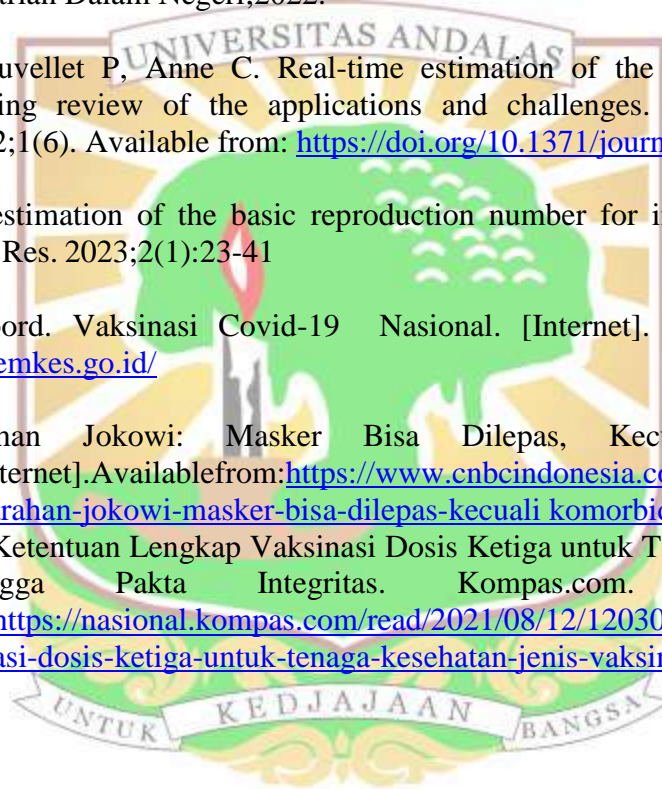 trian Dalam Negeri,2022.
UNIVERSITAS ANDALAS
uvellet P, Anne C. Real-time estimation of the
ing review of the applications and challenges.
2;1(6). Available from: https://doi.org/10.1371/journ
estimation of the basic reproduction number for i
Res. 2023;2(1):23-41
oord. Vaksinasi Covid-19 Nasional. [Internet].
emkes.go.id/
han Jokowi: Masker Bisa Dilepas, Kecu
ternet].Availablefrom:https://www.cnbcindonesia.co
rahan-jokowi-masker-bisa-dilepas-kecuali komorbid
Ketentuan Lengkap Vaksinasi Dosis Ketiga untuk T
gga Pakta Integritas. Kompas.com.
https://nasional.kompas.com/read/2021/08/12/12030
asi-dosis-ketiga-untuk-tenaga-kesehatan-jenis-vaksin
UNTUK KEDJAJAAN BANGSA